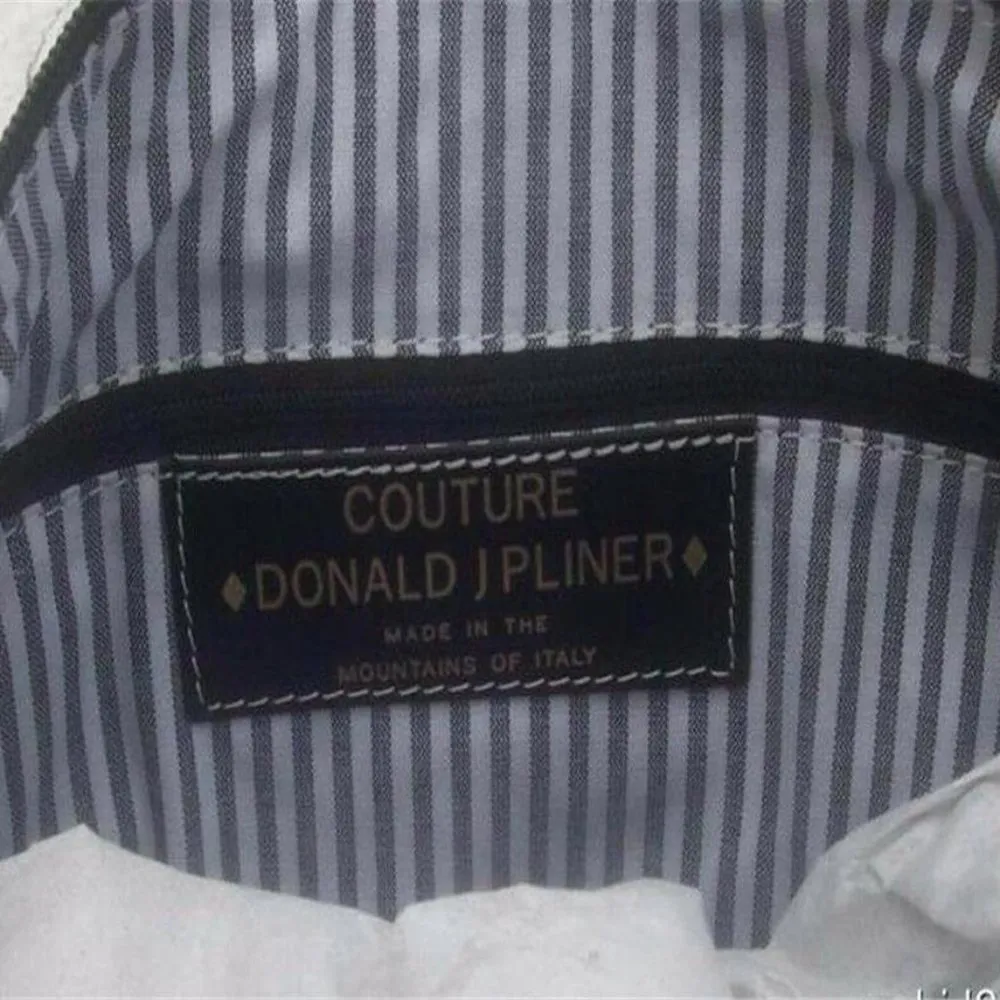 COUTURE
♦DONALD J PLINER♦
MADE IN THE
MOUNTAINS OF ITALY